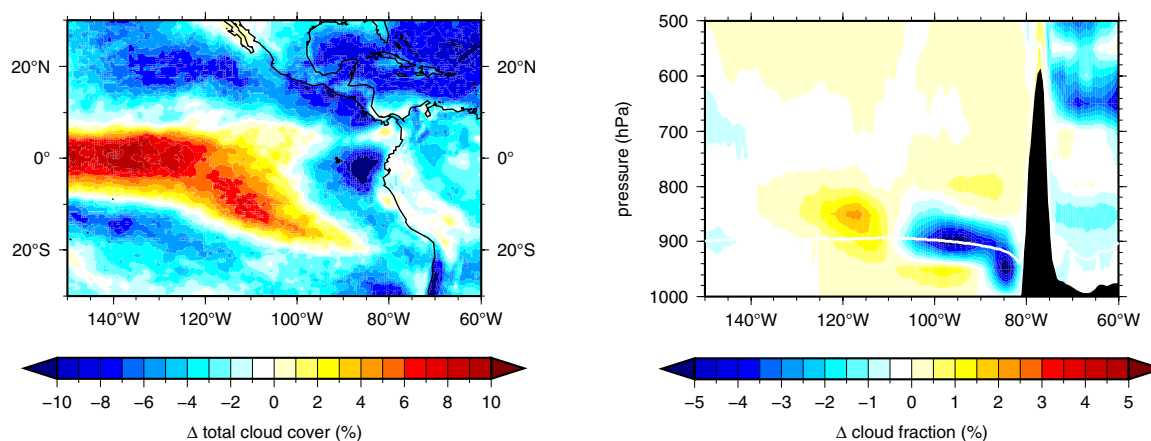 20°N
0°
20°S
20°N
0°
20°S
140°W 120°W 100°W 80°W 60°W
−10 −8 −6 −4 −2 0 2 4 6 8 10
Δ total cloud cover (%)
pressure (hPa)
500
600
700
800
900
1000
140°W 120°W 100°W 80°W 60°W
−5 −4 −3 −2 −1 0 1 2 3 4 5
Δ cloud fraction (%)